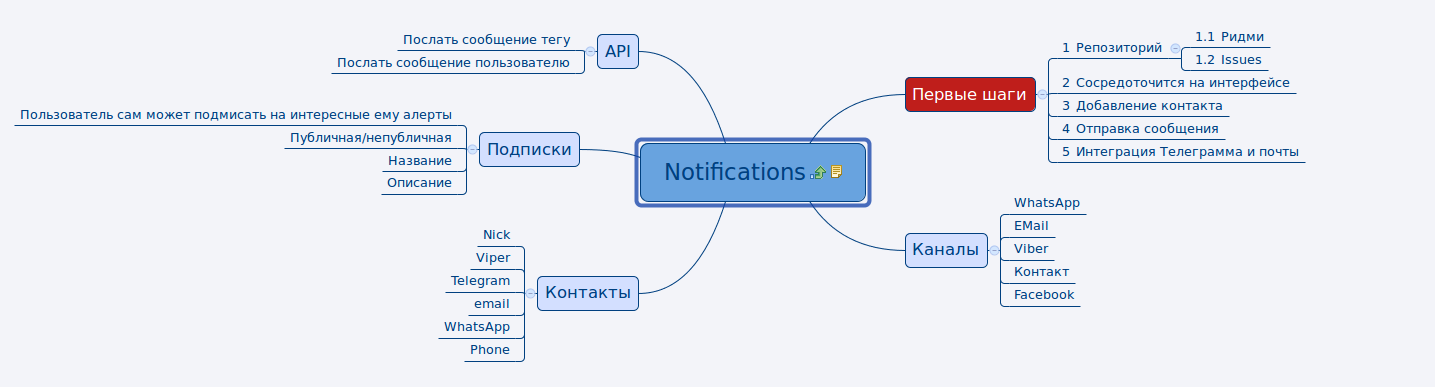 Notifications
Первые шаги
1 Репозиторий
1.1 Ридми
1.2 Issues
2 Сосредоточится на интерфейсе
3 Добавление контакта
4 Отправка сообщения
5 Интеграция Телеграмма и почты
Каналы
WhatsApp
EMail
Viber
Контакт
Facebook
API
Послать сообщение тегу
Послать сообщение пользователю
Подписки
Пользователь сам может подмисать на интересные ему алерты
Публичная/непубличная
Название
Описание
Контакты
Nick
Viper
Telegram
email
WhatsApp
Phone